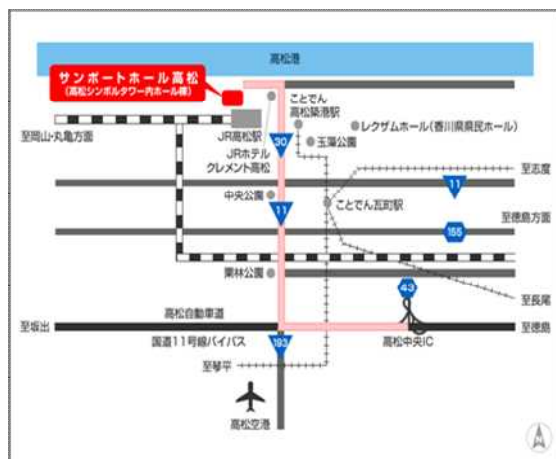 高松港
サンポートホール高松
(高松シンボルタワー内ホール棟)
ことでん
高松築港駅
レクザムホール(香川県県民ホール)
至岡山・丸亀方面
JR高松駅
玉藻公園
JRホテル
クレメント高松
30
至志度
11
中央公園
11
ことでん瓦町駅
至徳島方面
155
栗林公園
43
至長尾
高松自動車道
至坂出
至徳島
国道11号線バイパス
193
高松中央IC
至琴平
高松空港
N